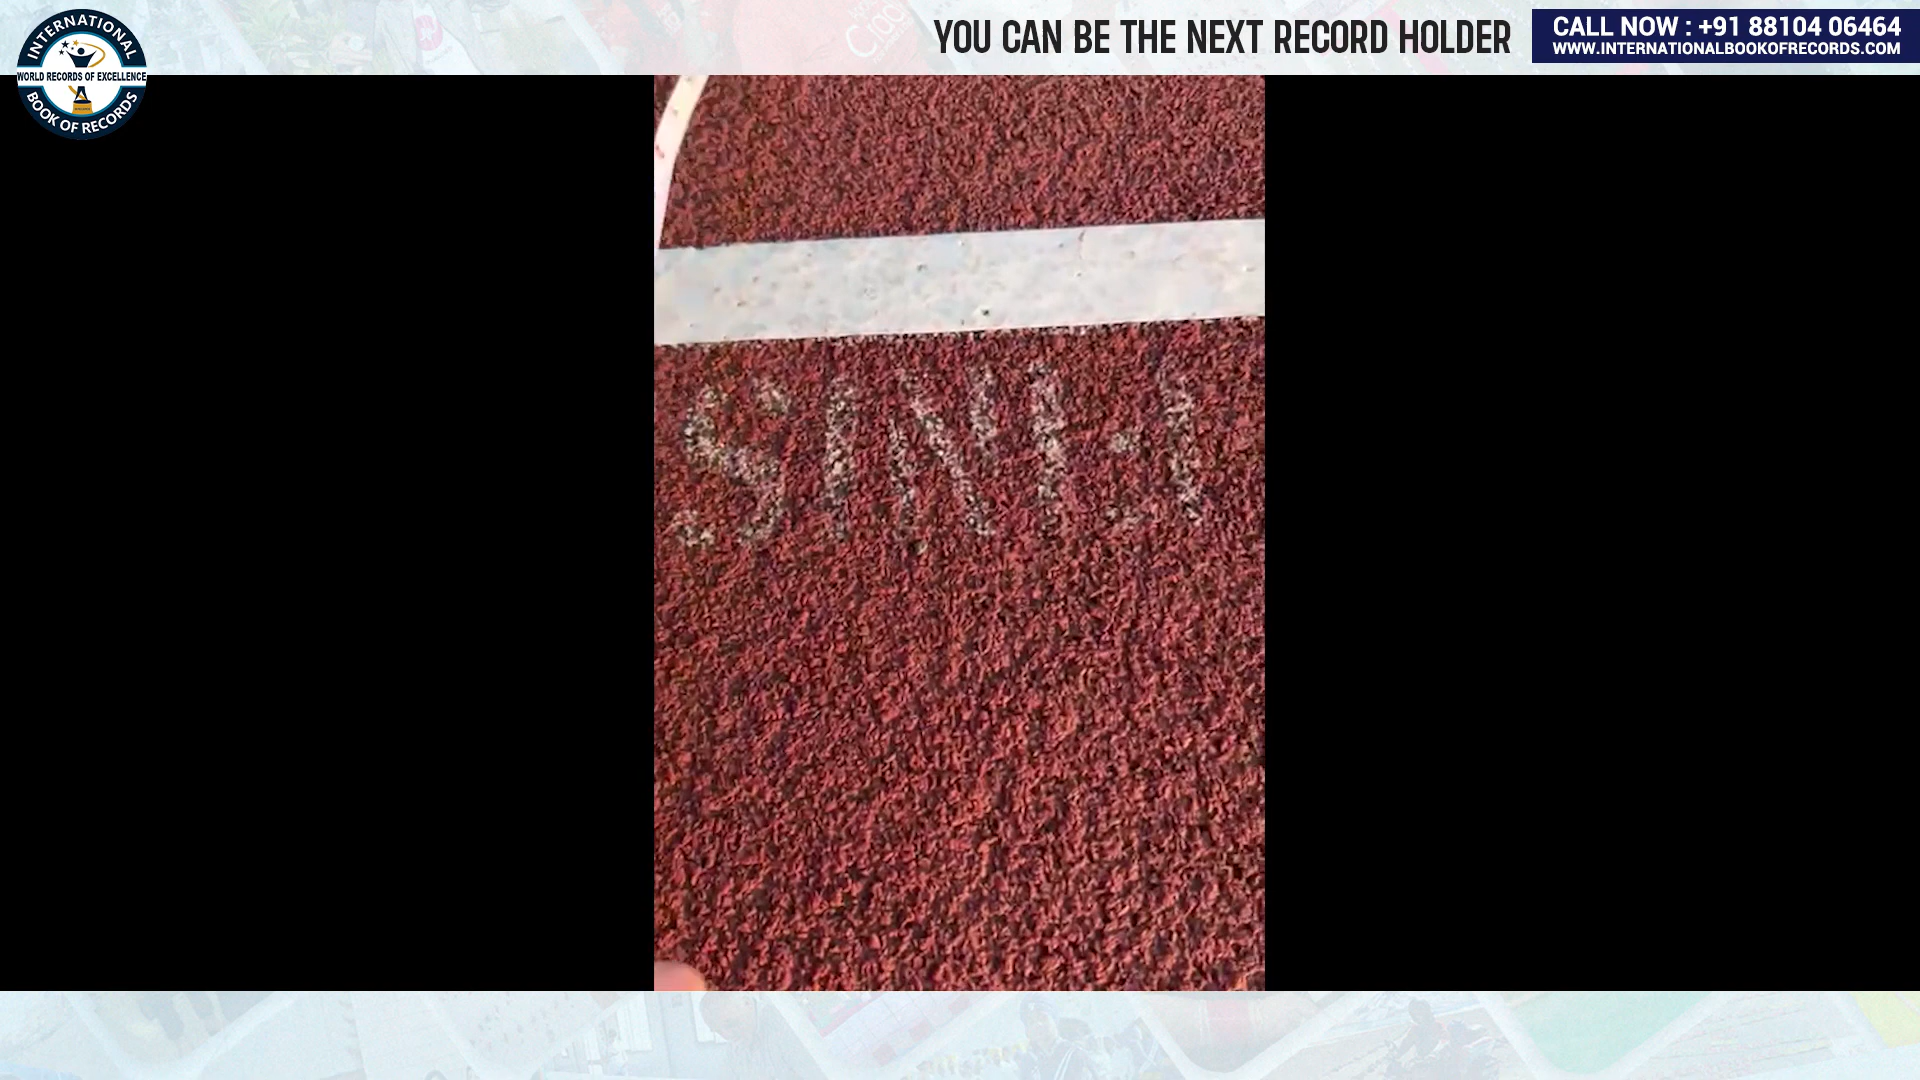 INTERNATIONAL
WORLD RECORDS OF EXCELLENCE
BOOK OF RECORDS
YOU CAN BE THE NEXT RECORD HOLDER
CALL NOW : +91 88104 06464
WWW.INTERNATIONALBOOKOFRECORDS.COM
FINIS